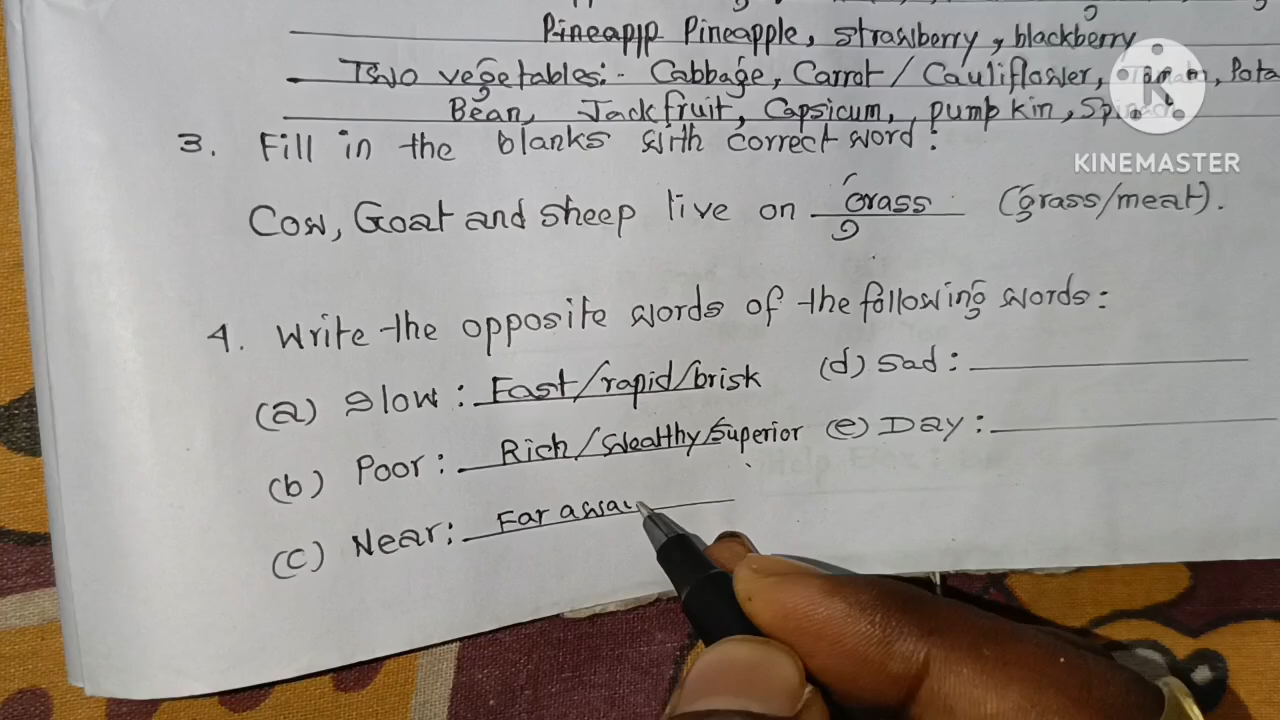 Pineapp Pineapple, strawberry, blackberry
Two vegetables:- Cabbage, Carrot / Cauliflower,
Bean, Jackfruit, Capsicum, pumpkin,
KINEMASTER
3. Fill in the blanks with correct word:
Cow, Goat and sheep live on Grass (grass/meat).
4. Write the opposite words of the following words:
(a) Slow: Fast/rapid/brisk (d) Sad:
(b) Poor: Rich/Wealthy/Superior (e) Day:
(c) Near: Far awa